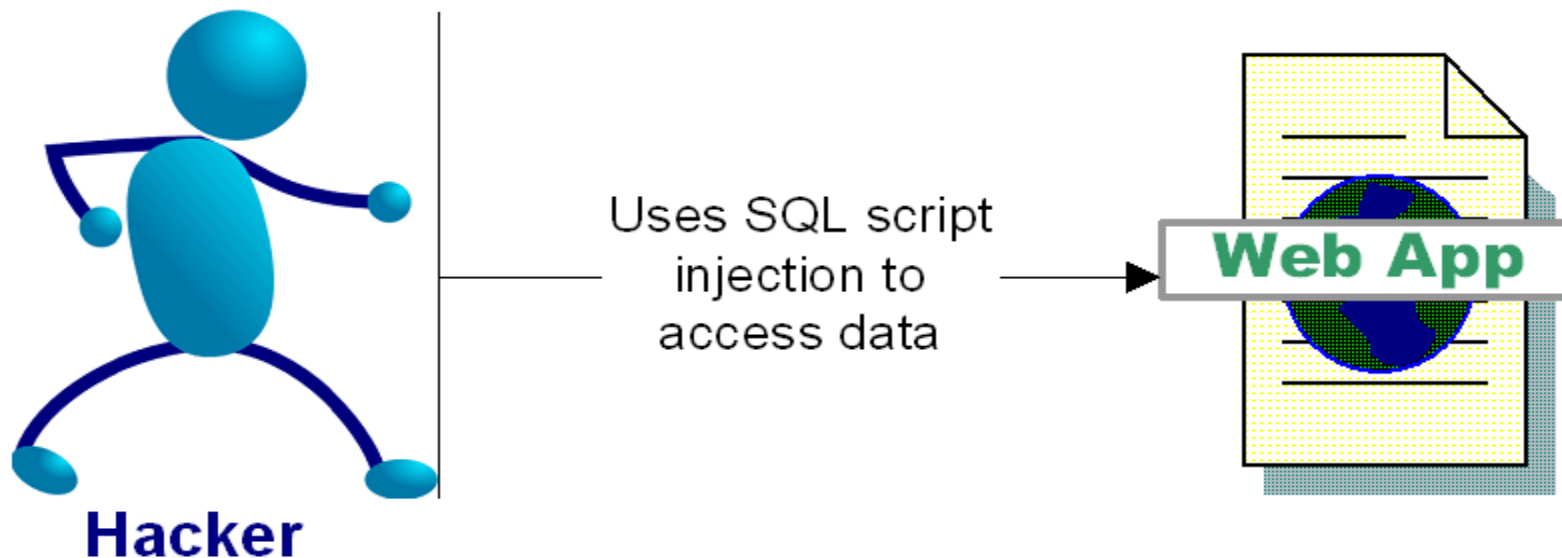 Uses SQL script
injection to
access data
Web App
Hacker